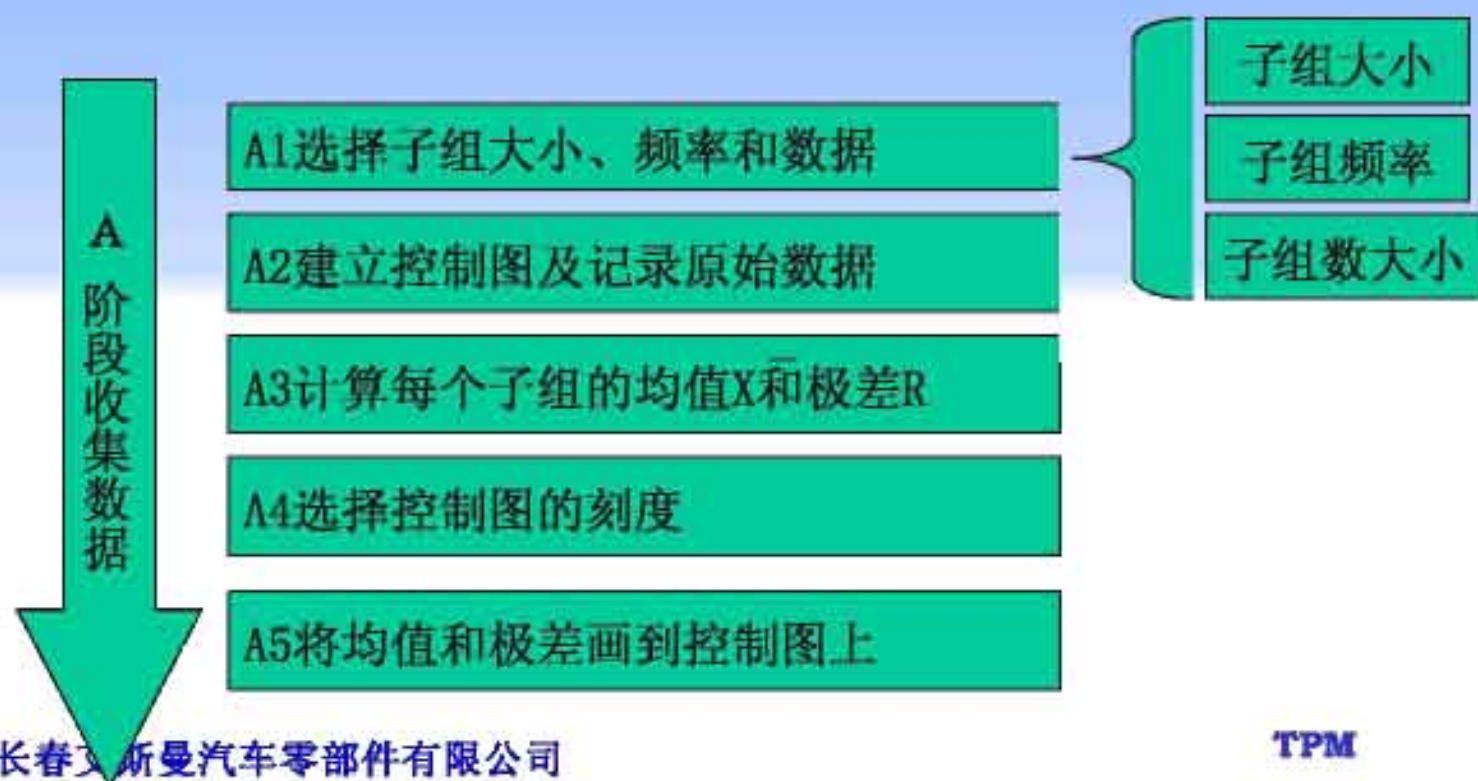 A1选择子组大小、频率和数据
A2建立控制图及记录原始数据
A3计算每个子组的均值X̄和极差R
A4选择控制图的刻度
A5将均值和极差画到控制图上
A阶段收集数据
子组大小
子组频率
子组数大小
长春 斯曼汽车零部件有限公司
TPM